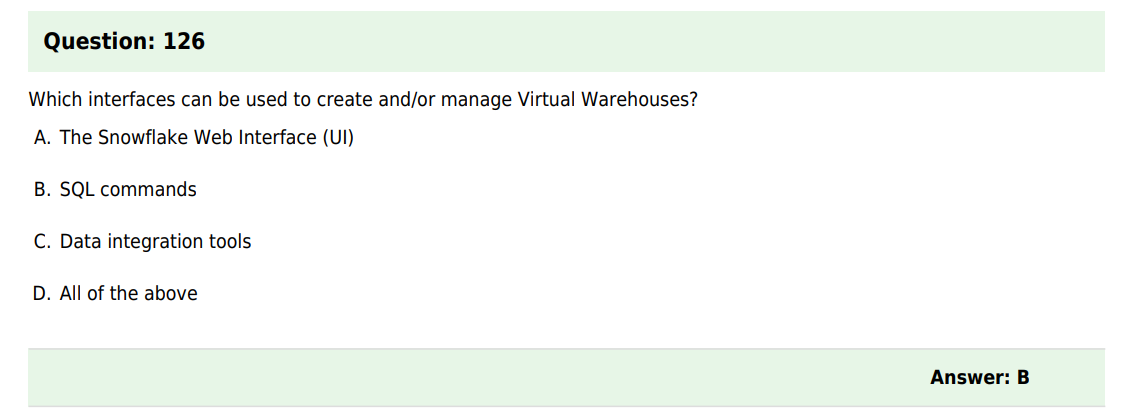 Question: 126
Which interfaces can be used to create and/or manage Virtual Warehouses?
A. The Snowflake Web Interface (UI)
B. SQL commands
C. Data integration tools
D. All of the above
Answer: B